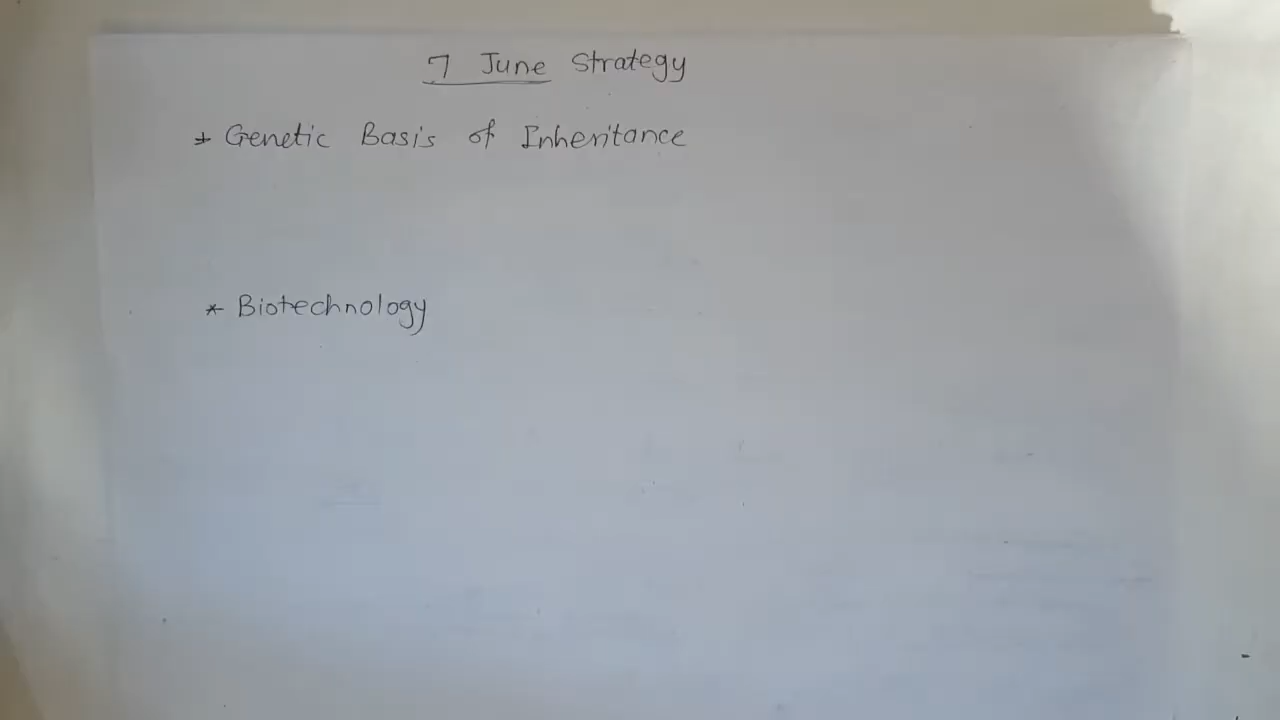 7 June Strategy
* Genetic Basis of Inheritance
* Biotechnology